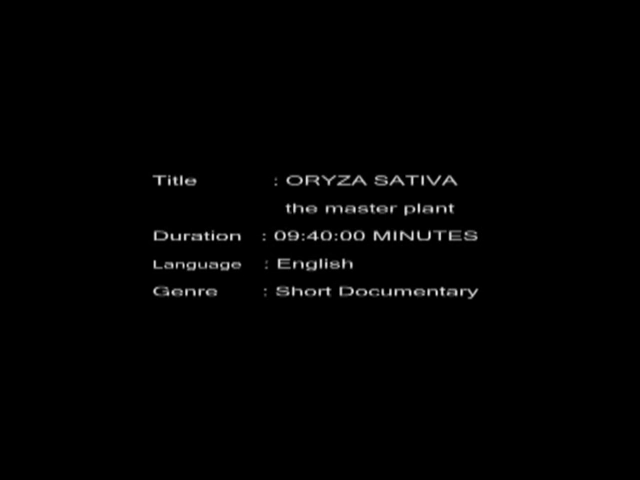 Title : ORYZA SATIVA
the master plant
Duration : 09:40:00 MINUTES
Language : English
Genre : Short Documentary